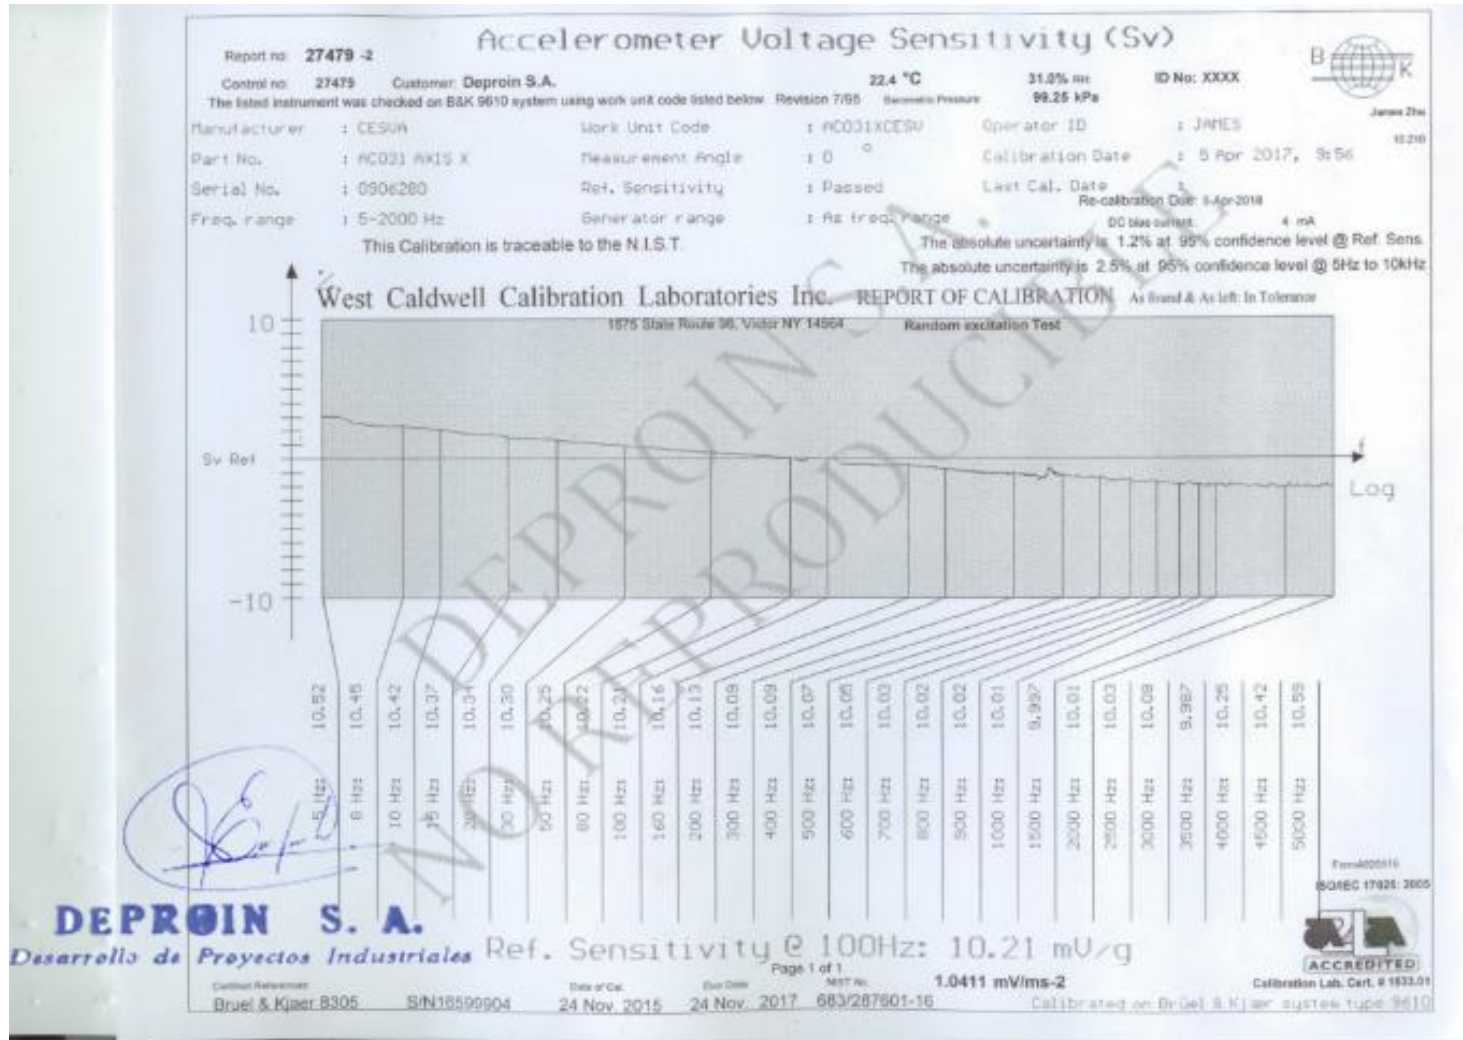 Accelerometer Voltage Sensitivity (Sv)
Report no: 27479 -2
Control no: 27479 Customer: Deproin S.A. 22.4 °C 31.0% RH ID No: XXXX
B K
The listed instrument was checked on B&K 9610 system using work unit code listed below. Revision 7/95 Barometric Pressure 99.25 kPa
James Zhu
Manufacturer : CESVA Work Unit Code : AC031XCESV Operator ID : JAMES
Part No. : AC031 AXIS X Measurement Angle : 0 ° Calibration Date : 5 Apr 2017, 9:56
Serial No. : 0906280 Ref. Sensitivity : Passed Last Cal. Date :
Re-calibration Due: 5-Apr-2018
Freq. range : 5-2000 Hz Generator range : As freq. range
DC bias current: 4 mA
This Calibration is traceable to the N.I.S.T.
The absolute uncertainty is 1.2% at 95% confidence level @ Ref. Sens.
The absolute uncertainty is 2.5% at 95% confidence level @ 5Hz to 10kHz
West Caldwell Calibration Laboratories Inc. REPORT OF CALIBRATION As found & As left: In Tolerance
1575 State Route 96, Victor NY 14564 Random excitation Test
10
Sv Ref
f
Log
-10
DEPROIN S.A.
NO REPRODUCIBLE
5 Hz: 10.52
8 Hz: 10.45
10 Hz: 10.42
15 Hz: 10.37
20 Hz: 10.34
30 Hz: 10.30
50 Hz: 10.25
80 Hz: 10.22
100 Hz: 10.21
160 Hz: 10.16
200 Hz: 10.13
300 Hz: 10.09
400 Hz: 10.09
500 Hz: 10.07
600 Hz: 10.05
700 Hz: 10.03
800 Hz: 10.02
900 Hz: 10.02
1000 Hz: 10.01
1500 Hz: 9.997
2000 Hz: 10.01
2500 Hz: 10.03
3000 Hz: 10.09
3500 Hz: 9.987
4000 Hz: 10.25
4500 Hz: 10.42
5000 Hz: 10.59
ISO/IEC 17025: 2005
DEPROIN S. A.
Desarrollo de Proyectos Industriales
Ref. Sensitivity @ 100Hz: 10.21 mV/g
ACCREDITED
Page 1 of 1
1.0411 mV/ms-2
Calibration Lab. Cert. # 1533.01
Date of Cal. Due Date NIST No.
Bruel & Kjaer 8305 S/N16599904 24 Nov. 2015 24 Nov. 2017 683/287601-16
Calibrated on Brüel & Kjær system type 9610